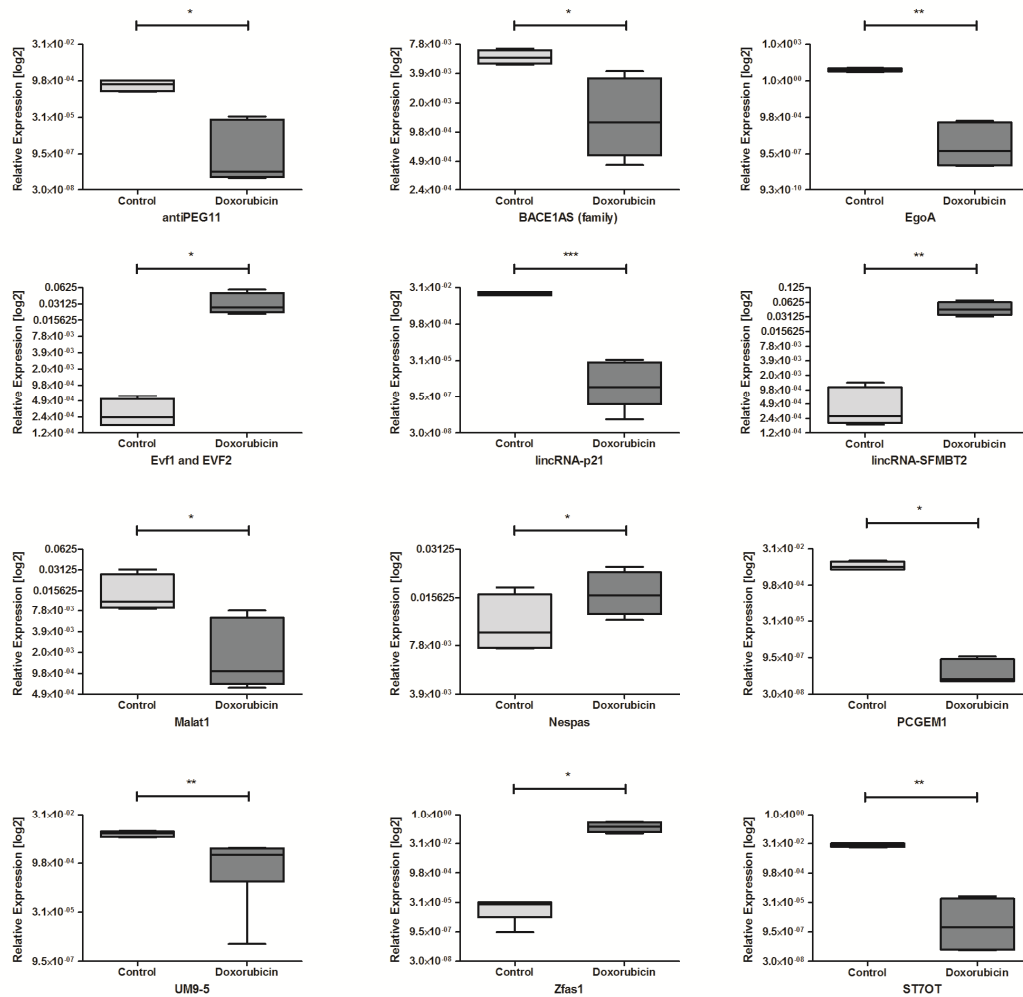 *
Relative Expression [log2]
3.1x10⁻⁰²
9.8x10⁻⁰⁴
3.1x10⁻⁰⁵
9.5x10⁻⁰⁷
3.0x10⁻⁰⁸
Control Doxorubicin
antiPEG11
*
Relative Expression [log2]
7.8x10⁻⁰³
3.9x10⁻⁰³
2.0x10⁻⁰³
9.8x10⁻⁰⁴
4.9x10⁻⁰⁴
2.4x10⁻⁰⁴
Control Doxorubicin
BACE1AS (family)
**
Relative Expression [log2]
1.0x10⁰³
1.0x10⁰⁰
9.8x10⁻⁰⁴
9.5x10⁻⁰⁷
9.3x10⁻¹⁰
Control Doxorubicin
EgoA
*
Relative Expression [log2]
0.0625
0.03125
0.015625
7.8x10⁻⁰³
3.9x10⁻⁰³
2.0x10⁻⁰³
9.8x10⁻⁰⁴
4.9x10⁻⁰⁴
2.4x10⁻⁰⁴
1.2x10⁻⁰⁴
Control Doxorubicin
Evf1 and EVF2
***
Relative Expression [log2]
3.1x10⁻⁰²
9.8x10⁻⁰⁴
3.1x10⁻⁰⁵
9.5x10⁻⁰⁷
3.0x10⁻⁰⁸
Control Doxorubicin
lincRNA-p21
**
Relative Expression [log2]
0.125
0.0625
0.03125
0.015625
7.8x10⁻⁰³
3.9x10⁻⁰³
2.0x10⁻⁰³
9.8x10⁻⁰⁴
4.9x10⁻⁰⁴
2.4x10⁻⁰⁴
1.2x10⁻⁰⁴
Control Doxorubicin
lincRNA-SFMBT2
*
Relative Expression [log2]
0.0625
0.03125
0.015625
7.8x10⁻⁰³
3.9x10⁻⁰³
2.0x10⁻⁰³
9.8x10⁻⁰⁴
4.9x10⁻⁰⁴
Control Doxorubicin
Malat1
*
Relative Expression [log2]
0.03125
0.015625
7.8x10⁻⁰³
3.9x10⁻⁰³
Control Doxorubicin
Nespas
*
Relative Expression [log2]
3.1x10⁻⁰²
9.8x10⁻⁰⁴
3.1x10⁻⁰⁵
9.5x10⁻⁰⁷
3.0x10⁻⁰⁸
Control Doxorubicin
PCGEM1
**
Relative Expression [log2]
3.1x10⁻⁰²
9.8x10⁻⁰⁴
3.1x10⁻⁰⁵
9.5x10⁻⁰⁷
Control Doxorubicin
UM9-5
*
Relative Expression [log2]
1.0x10⁰⁰
3.1x10⁻⁰²
9.8x10⁻⁰⁴
3.1x10⁻⁰⁵
9.5x10⁻⁰⁷
3.0x10⁻⁰⁸
Control Doxorubicin
Zfas1
**
Relative Expression [log2]
1.0x10⁰⁰
3.1x10⁻⁰²
9.8x10⁻⁰⁴
3.1x10⁻⁰⁵
9.5x10⁻⁰⁷
3.0x10⁻⁰⁸
Control Doxorubicin
ST7OT